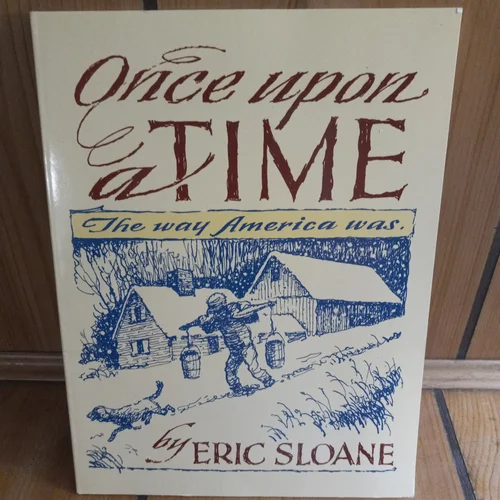 Once upon
a TIME
The way America was.
by ERIC SLOANE